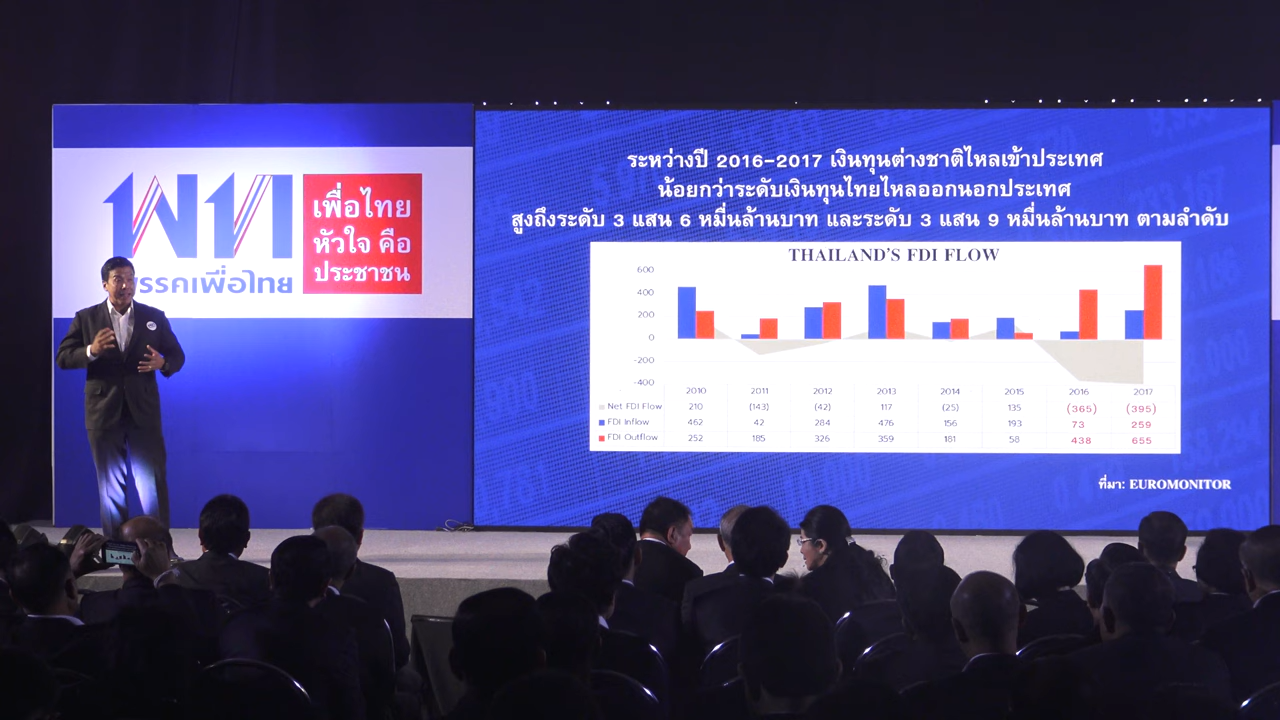 พท
พรรคเพื่อไทย
เพื่อไทย
หัวใจ คือ
ประชาชน
ระหว่างปี 2016-2017 เงินทุนต่างชาติไหลเข้าประเทศ
น้อยกว่าระดับเงินทุนไทยไหลออกนอกประเทศ
สูงถึงระดับ 3 แสน 6 หมื่นล้านบาท และระดับ 3 แสน 9 หมื่นล้านบาท ตามลำดับ
THAILAND'S FDI FLOW
600
400
200
0
-200
-400
2010 2011 2012 2013 2014 2015 2016 2017
Net FDI Flow 210 (143) (42) 117 (25) 135 (365) (395)
FDI Inflow 462 42 284 476 156 193 73 259
FDI Outflow 252 185 326 359 181 58 438 655
ที่มา: EUROMONITOR